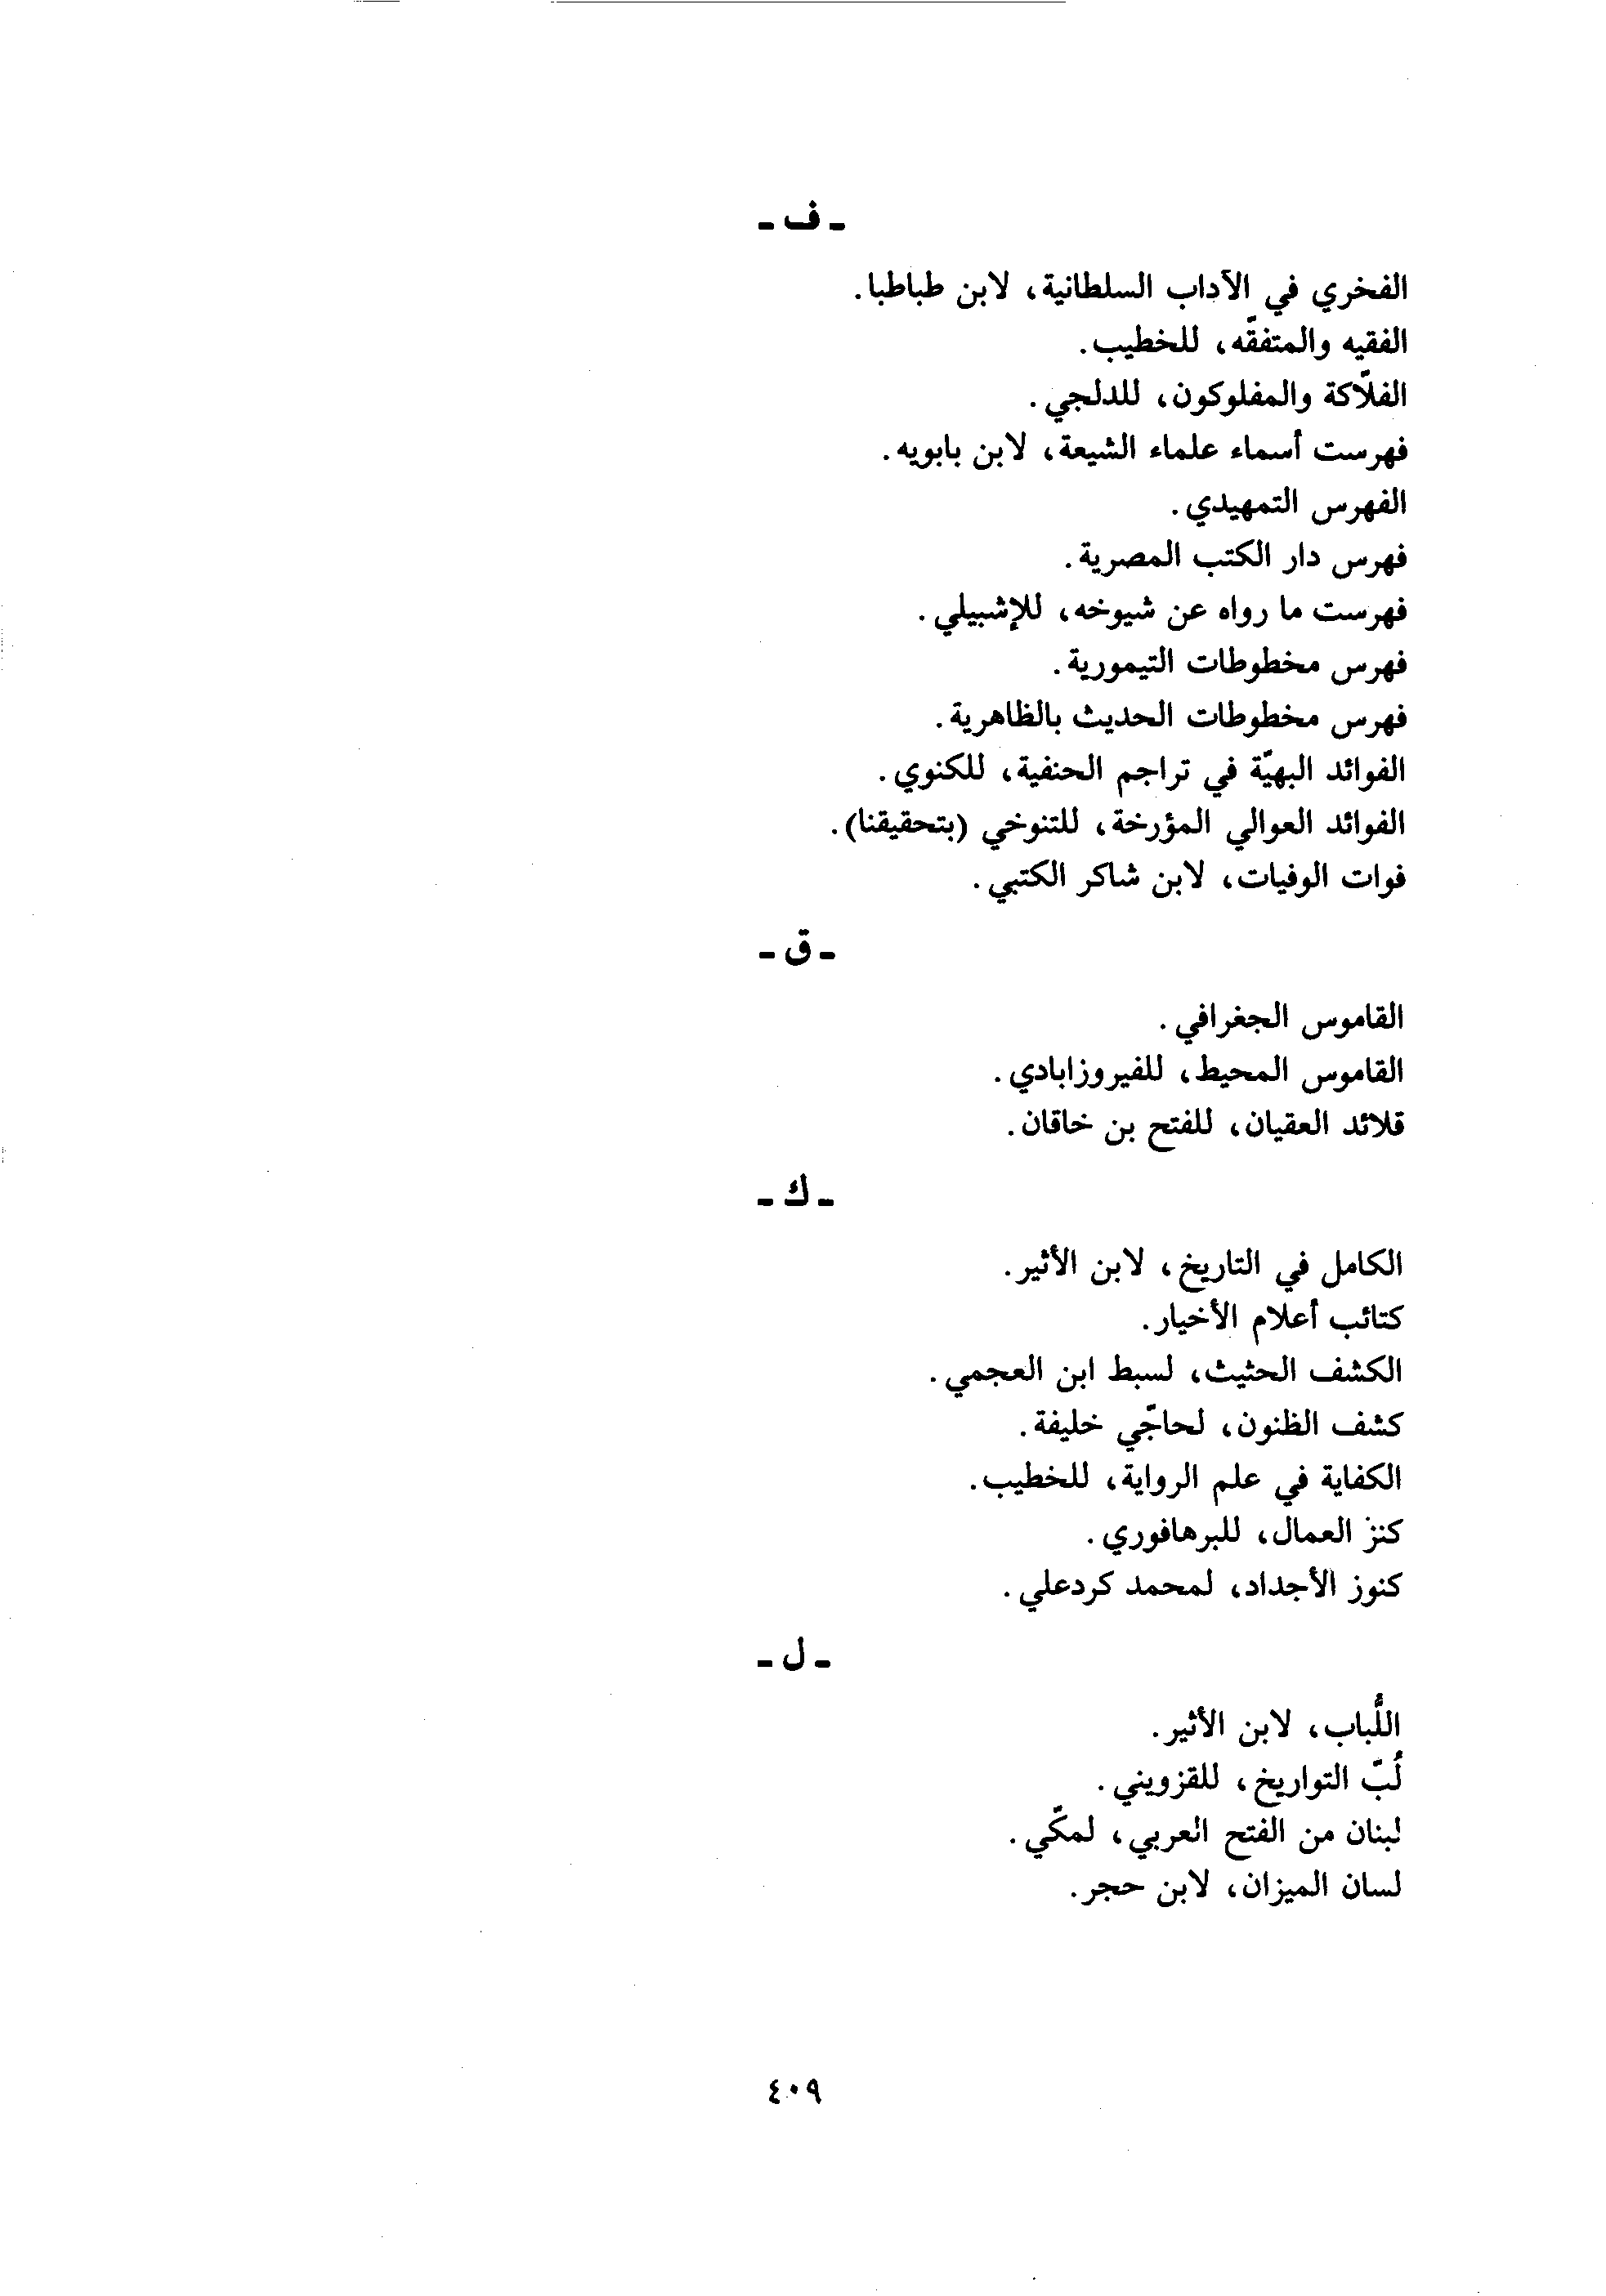 - ف -
الفخري في الآداب السلطانية، لابن طباطبا.
الفقيه والمتفقّه، للخطيب.
الفلّاكة والمفلوكون، للدلجي.
فهرست أسماء علماء الشيعة، لابن بابويه.
الفهرس التمهيدي.
فهرس دار الكتب المصرية.
فهرست ما رواه عن شيوخه، للإشبيلي.
فهرس مخطوطات التيمورية.
فهرس مخطوطات الحديث بالظاهرية.
الفوائد البهيّة في تراجم الحنفية، للكنوي.
الفوائد العوالي المؤرخة، للتنوخي (بتحقيقنا).
فوات الوفيات، لابن شاكر الكتبي.
- ق -
القاموس الجغرافي.
القاموس المحيط، للفيروزابادي.
قلائد العقيان، للفتح بن خاقان.
- ك -
الكامل في التاريخ، لابن الأثير.
كتائب أعلام الأخيار.
الكشف الحثيث، لسبط ابن العجمي.
كشف الظنون، لحاجّي خليفة.
الكفاية في علم الرواية، للخطيب.
كنز العمال، للبرهافوري.
كنوز الأجداد، لمحمد كردعلي.
- ل -
اللُّباب، لابن الأثير.
لُبّ التواريخ، للقزويني.
لبنان من الفتح العربي، لمكّي.
لسان الميزان، لابن حجر.
٤٠٩